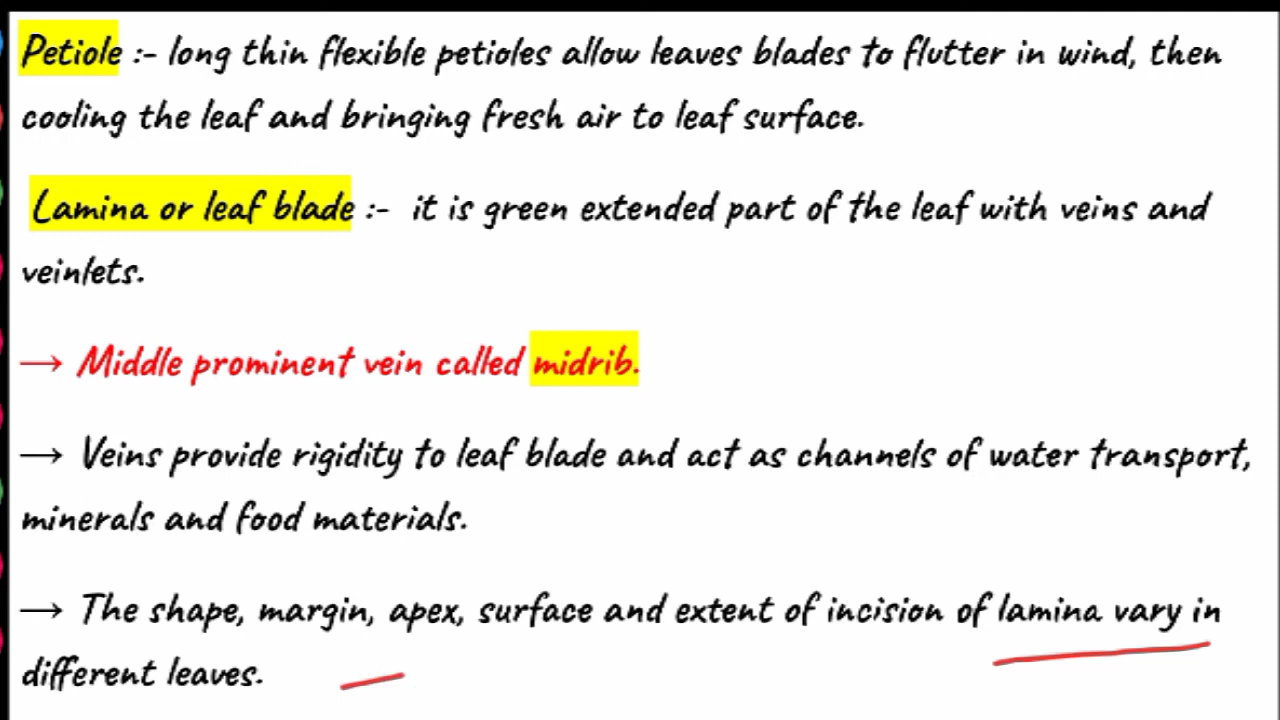 Petiole :- long thin flexible petioles allow leaves blades to flutter in wind, then
cooling the leaf and bringing fresh air to leaf surface.
Lamina or leaf blade :- it is green extended part of the leaf with veins and
veinlets.
→ Middle prominent vein called midrib.
→ Veins provide rigidity to leaf blade and act as channels of water transport,
minerals and food materials.
→ The shape, margin, apex, surface and extent of incision of lamina vary in
different leaves.